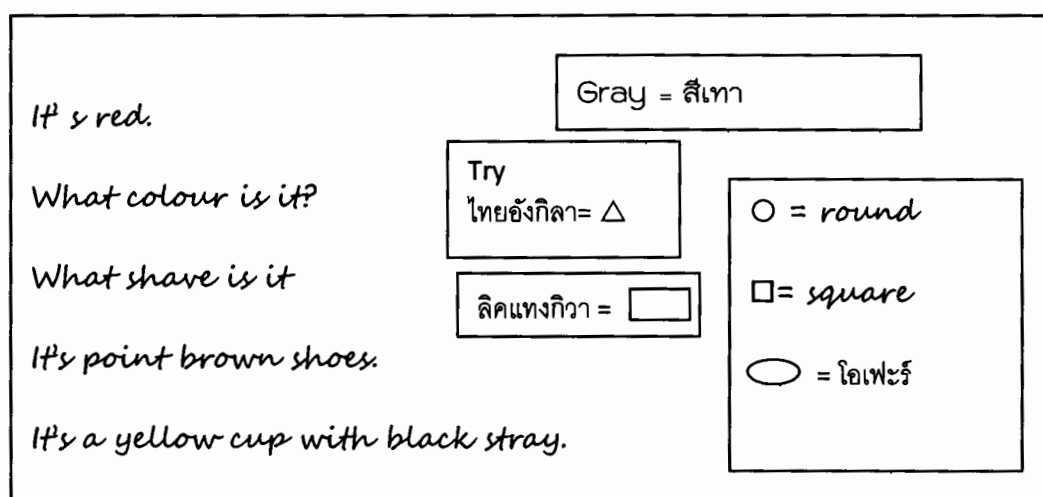 It's red.
Gray = สีเทา
What colour is it?
Try
ไทยอังกิลา= △
What shave is it
ลิคแทงกิวา =
It's point brown shoes.
It's a yellow cup with black stray.
○ = round
□= square
= โอเฟะร์